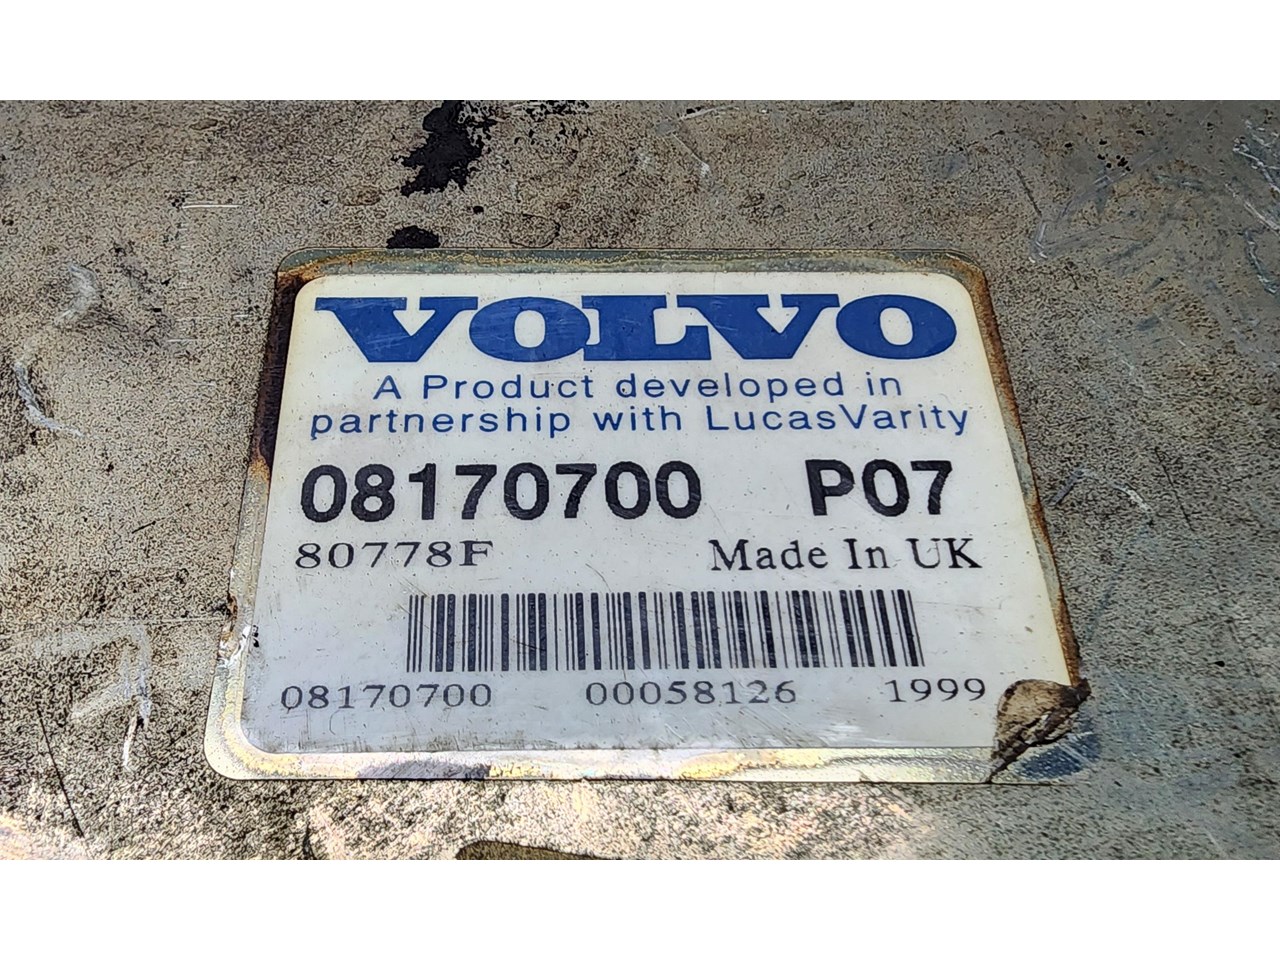 VOLVO
A Product developed in
partnership with LucasVarity
08170700 P07
80778F Made In UK
08170700 00058126 1999